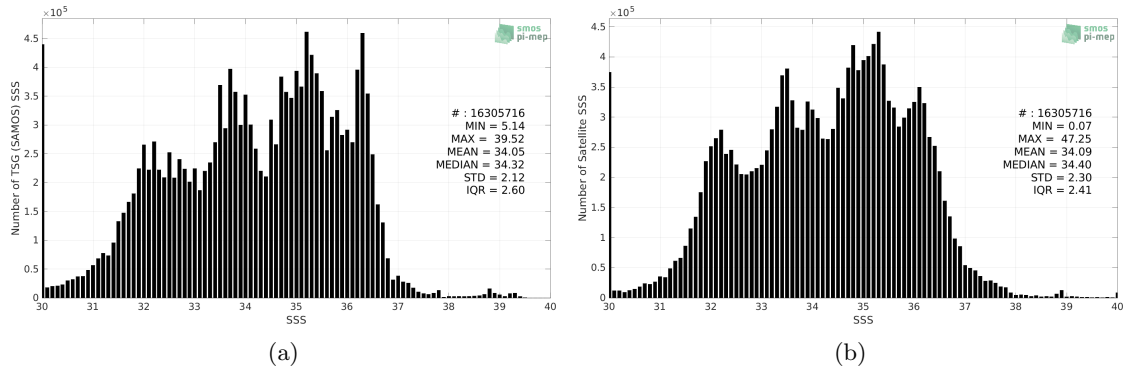 ×10^5
smos
pi-mep
Number of TSG (SAMOS) SSS
4.5
4
3.5
3
2.5
2
1.5
1
0.5
0
# : 16305716
MIN = 5.14
MAX = 39.52
MEAN = 34.05
MEDIAN = 34.32
STD = 2.12
IQR = 2.60
30 31 32 33 34 35 36 37 38 39 40
SSS
(a)
×10^5
smos
pi-mep
Number of Satellite SSS
4.5
4
3.5
3
2.5
2
1.5
1
0.5
0
# : 16305716
MIN = 0.07
MAX = 47.25
MEAN = 34.09
MEDIAN = 34.40
STD = 2.30
IQR = 2.41
30 31 32 33 34 35 36 37 38 39 40
SSS
(b)